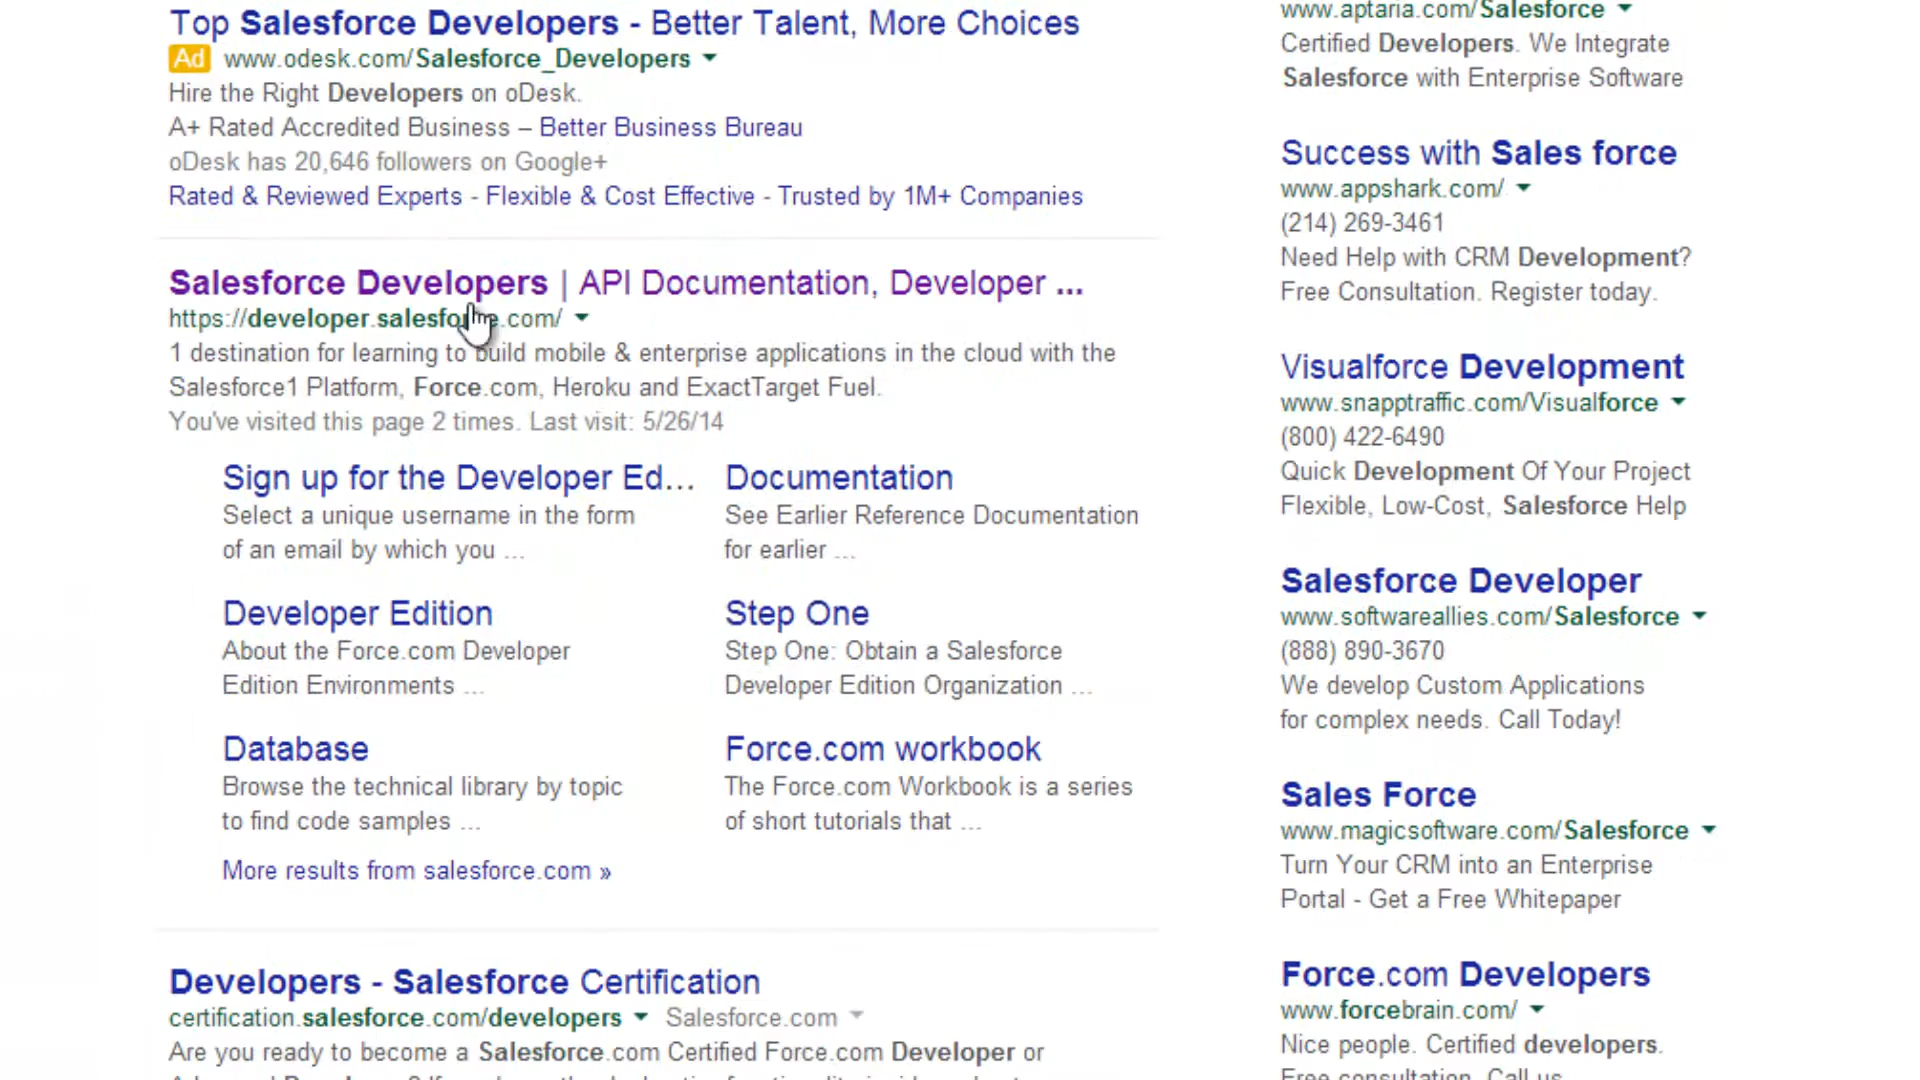 Top Salesforce Developers - Better Talent, More Choices
Ad www.odesk.com/Salesforce_Developers
Hire the Right Developers on oDesk.
A+ Rated Accredited Business – Better Business Bureau
oDesk has 20,646 followers on Google+
Rated & Reviewed Experts - Flexible & Cost Effective - Trusted by 1M+ Companies
Salesforce Developers | API Documentation, Developer ...
https://developer.salesforce.com/
1 destination for learning to build mobile & enterprise applications in the cloud with the
Salesforce1 Platform, Force.com, Heroku and ExactTarget Fuel.
You've visited this page 2 times. Last visit: 5/26/14
Sign up for the Developer Ed...
Select a unique username in the form
of an email by which you ...
Documentation
See Earlier Reference Documentation
for earlier ...
Developer Edition
About the Force.com Developer
Edition Environments ...
Step One
Step One: Obtain a Salesforce
Developer Edition Organization ...
Database
Browse the technical library by topic
to find code samples ...
Force.com workbook
The Force.com Workbook is a series
of short tutorials that ...
More results from salesforce.com »
Developers - Salesforce Certification
certification.salesforce.com/developers Salesforce.com
Are you ready to become a Salesforce.com Certified Force.com Developer or
www.aptaria.com/Salesforce
Certified Developers. We Integrate
Salesforce with Enterprise Software
Success with Sales force
www.appshark.com/
(214) 269-3461
Need Help with CRM Development?
Free Consultation. Register today.
Visualforce Development
www.snapptraffic.com/Visualforce
(800) 422-6490
Quick Development Of Your Project
Flexible, Low-Cost, Salesforce Help
Salesforce Developer
www.softwareallies.com/Salesforce
(888) 890-3670
We develop Custom Applications
for complex needs. Call Today!
Sales Force
www.magicsoftware.com/Salesforce
Turn Your CRM into an Enterprise
Portal - Get a Free Whitepaper
Force.com Developers
www.forcebrain.com/
Nice people. Certified developers.
Free consultation. Call us